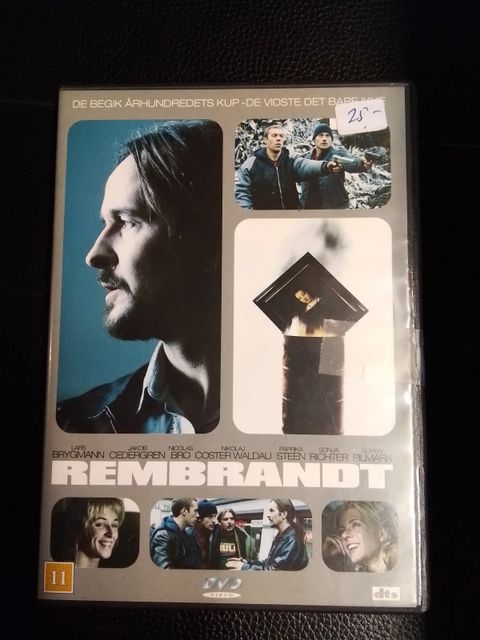 DE BEGIK ÅRHUNDREDETS KUP - DE VIDSTE DET BARE IKKE
25,-
LARS BRYGMANN JAKOB CEDERGREN NICOLAS BRO NIKOLAJ COSTER WALDAU PAPRIKA STEEN SONJA RICHTER SØREN PILMARK
REMBRANDT
11
DVD VIDEO
dts